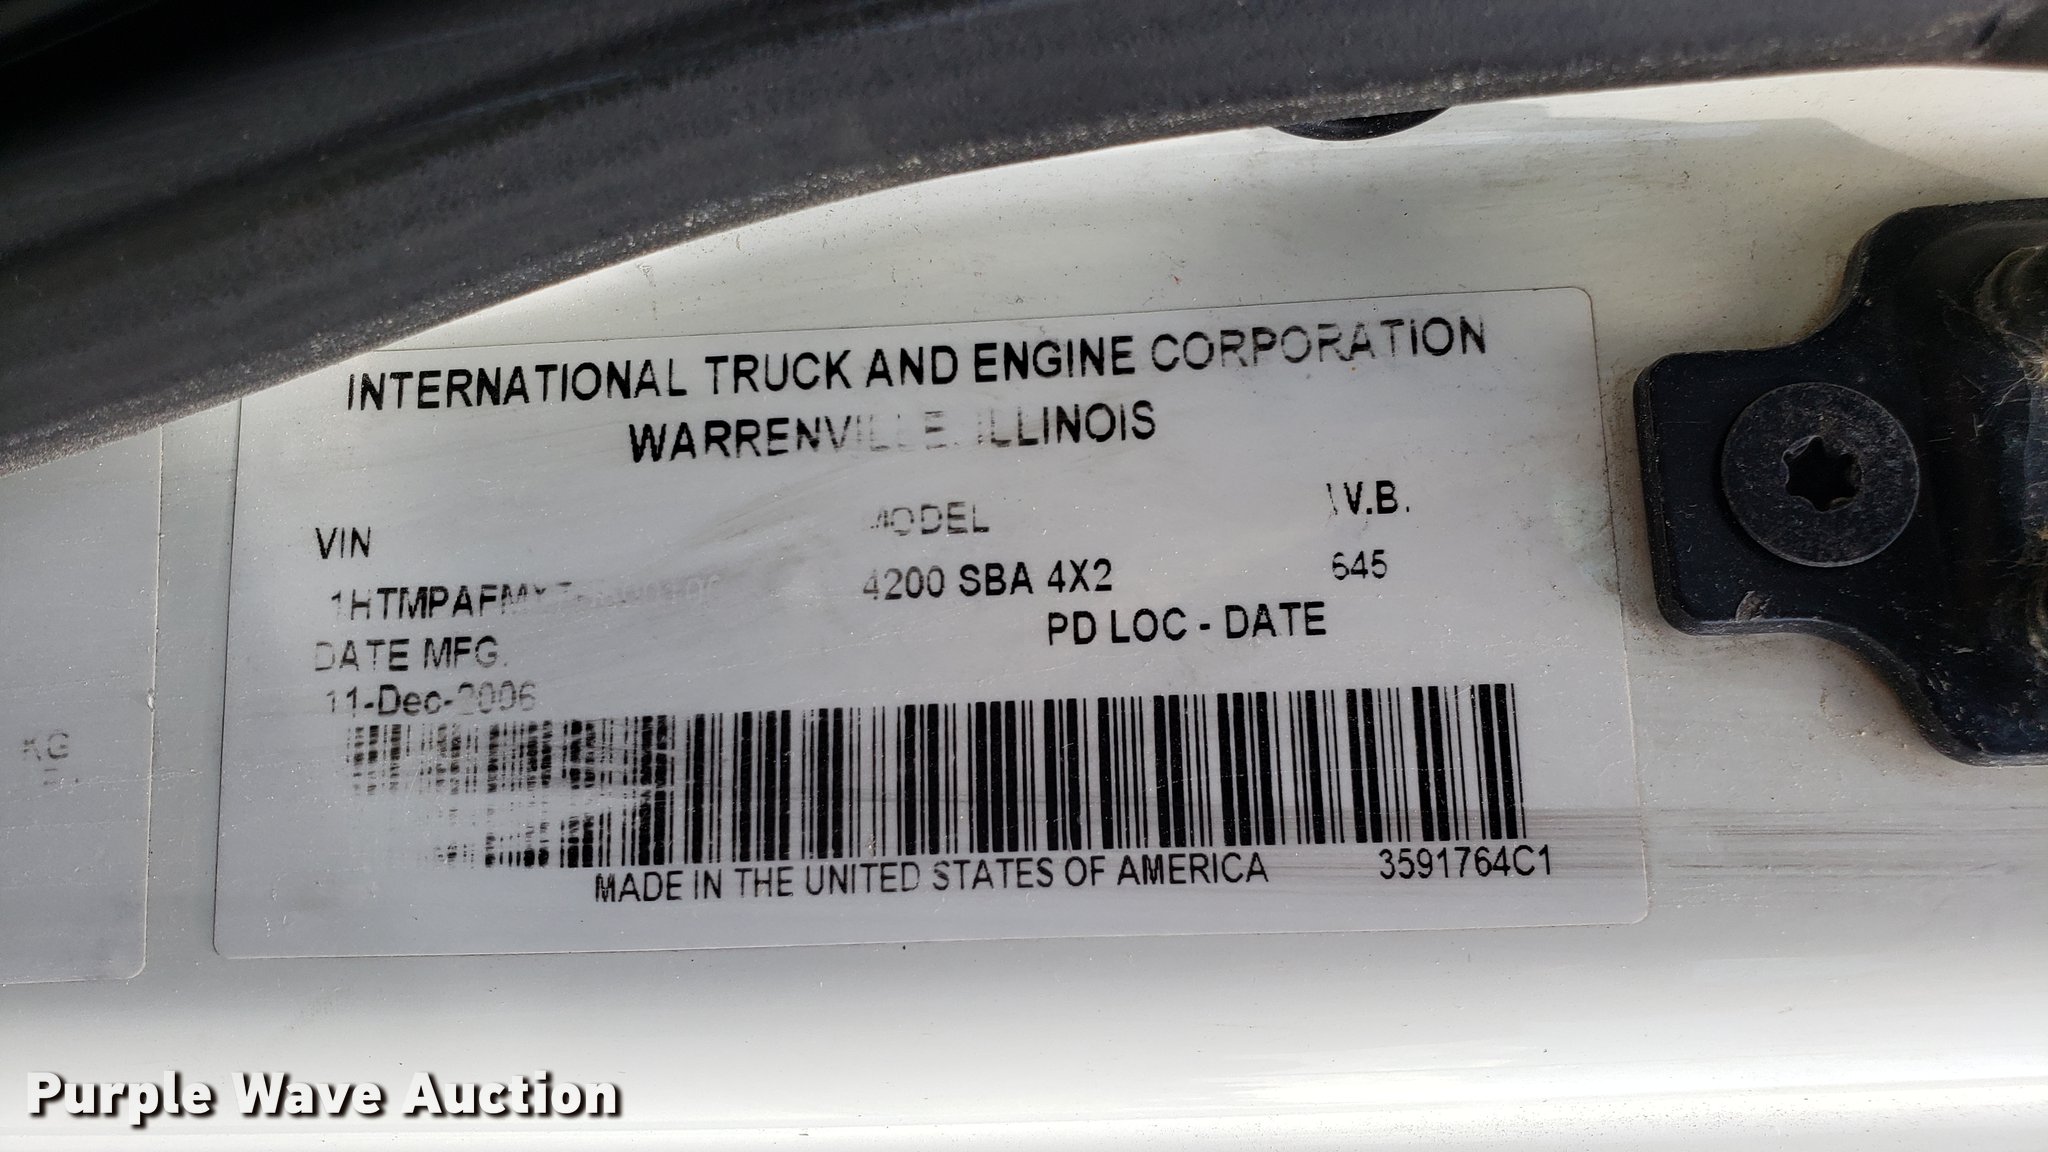 INTERNATIONAL TRUCK AND ENGINE CORPORATION
WARRENVILLE, ILLINOIS
VIN MODEL W.B.
4200 SBA 4X2 645
DATE MFG. PD LOC - DATE
11-Dec-2006
MADE IN THE UNITED STATES OF AMERICA 3591764C1
KG
Purple Wave Auction